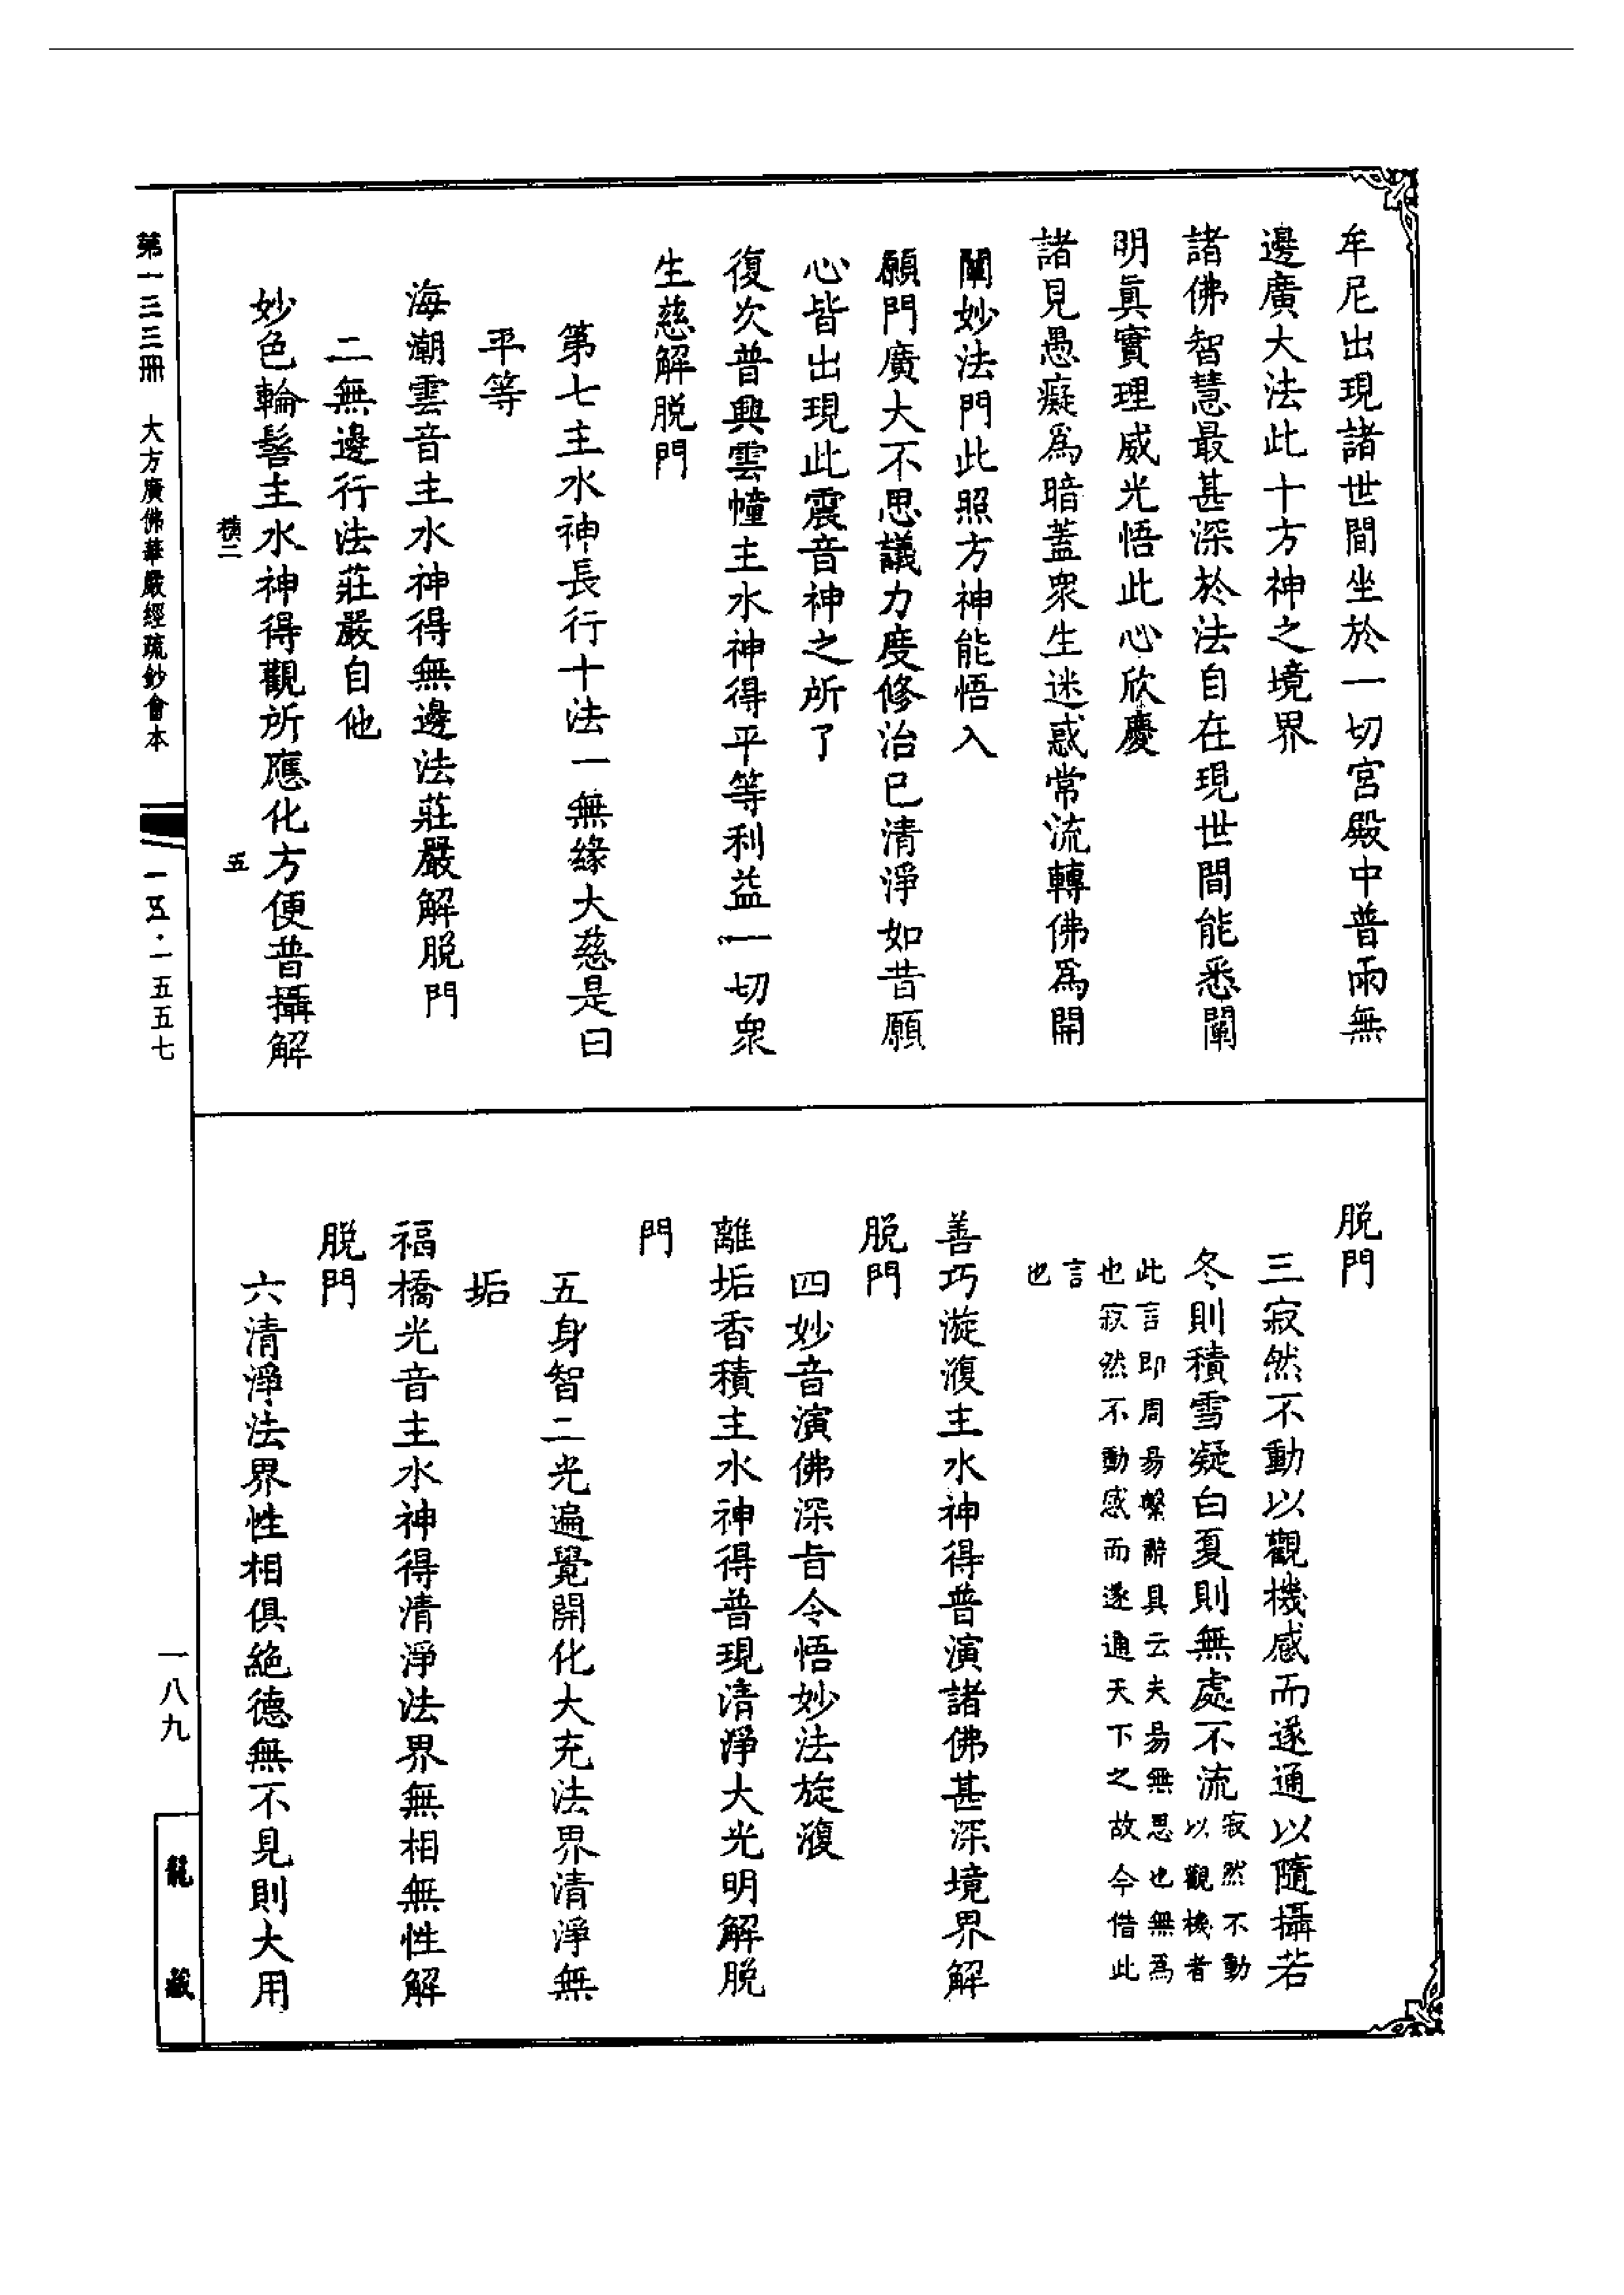 牟尼出現諸世間坐於一切宮殿中普雨無
邊廣大法此十方神之境界
諸佛智慧最甚深於法自在現世間能悉闡
明眞實理威光悟此心欣慶
諸見愚癡爲暗蓋衆生迷惑常流轉佛爲開
闡妙法門此照方神能悟入
願門廣大不思議力度修治已清淨如昔願
心皆出現此震音神之所了
復次普興雲幢主水神得平等利益一切衆
生慈解脫門
第七主水神長行十法一無緣大慈是曰
平等
海潮雲音主水神得無邊法莊嚴解脫門
二無邊行法莊嚴自他
妙色輪髻主水神得觀所應化方便普攝解
二
五
脫門
三寂然不動以觀機感而遂通以隨攝若
冬則積雪凝白夏則無處不流寂然不動
以觀機者
此言即周易繫辭具云夫易無思也無爲
也寂然不動感而遂通天下之故今借此
言
也
善巧漩澓主水神得普演諸佛甚深境界解
脫門
四妙音演佛深旨令悟妙法旋澓
離垢香積主水神得普現清淨大光明解脫
門
五身智二光遍覺開化大充法界清淨無
垢
福橋光音主水神得清淨法界無相無性解
脫門
六清淨法界性相俱絕德無不見則大用
第一三三冊 大方廣佛華嚴經疏鈔會本
一五五七
一八九
龍藏